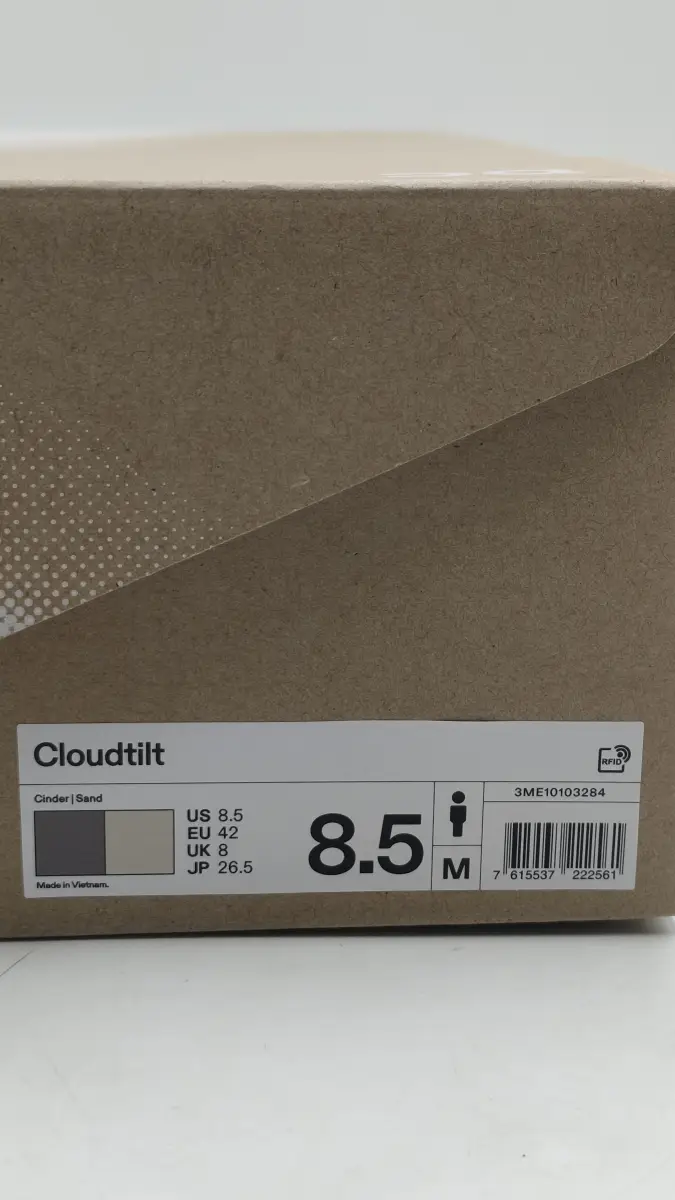 Cloudtilt
RFID
Cinder | Sand
US 8.5
EU 42
UK 8
JP 26.5
Made in Vietnam.
8.5
M
3ME10103284
7 615537 222561